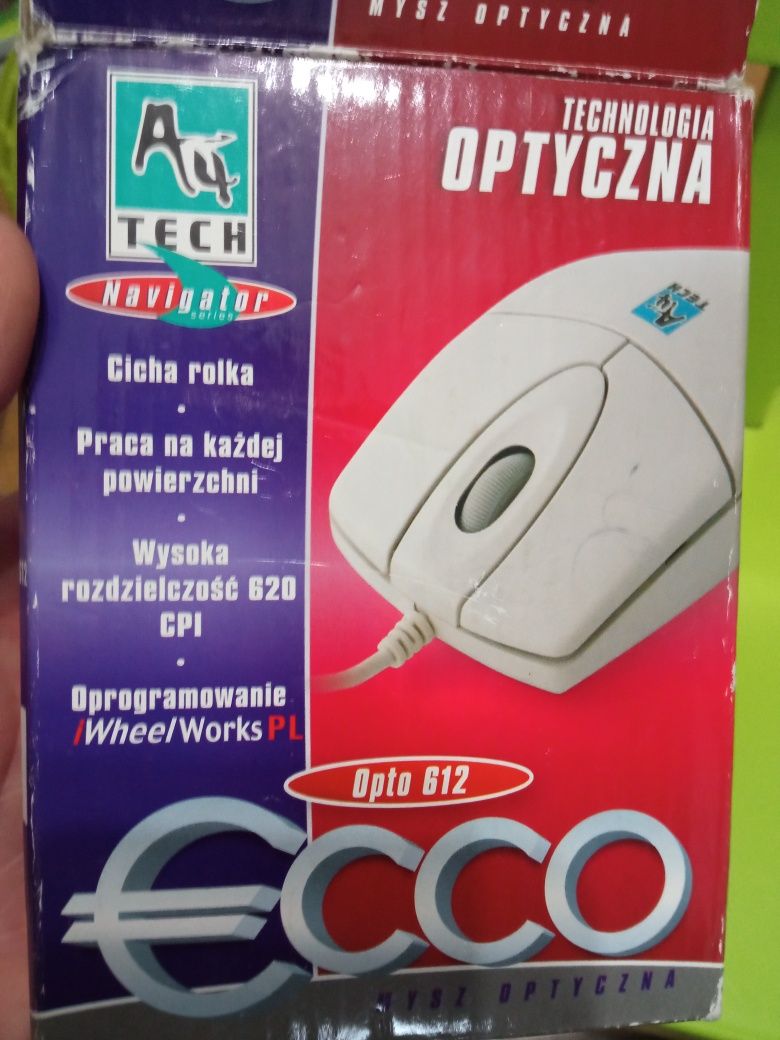 MYSZ OPTYCZNA
A4
TECH
Navigator
series
Cicha rolka
•
Praca na każdej
powierzchni
•
Wysoka
rozdzielczość 620
CPI
•
Oprogramowanie
iWheelWorks PL
TECHNOLOGIA
OPTYCZNA
A4
TECH
Opto 612
€CCO
MYSZ OPTYCZNA